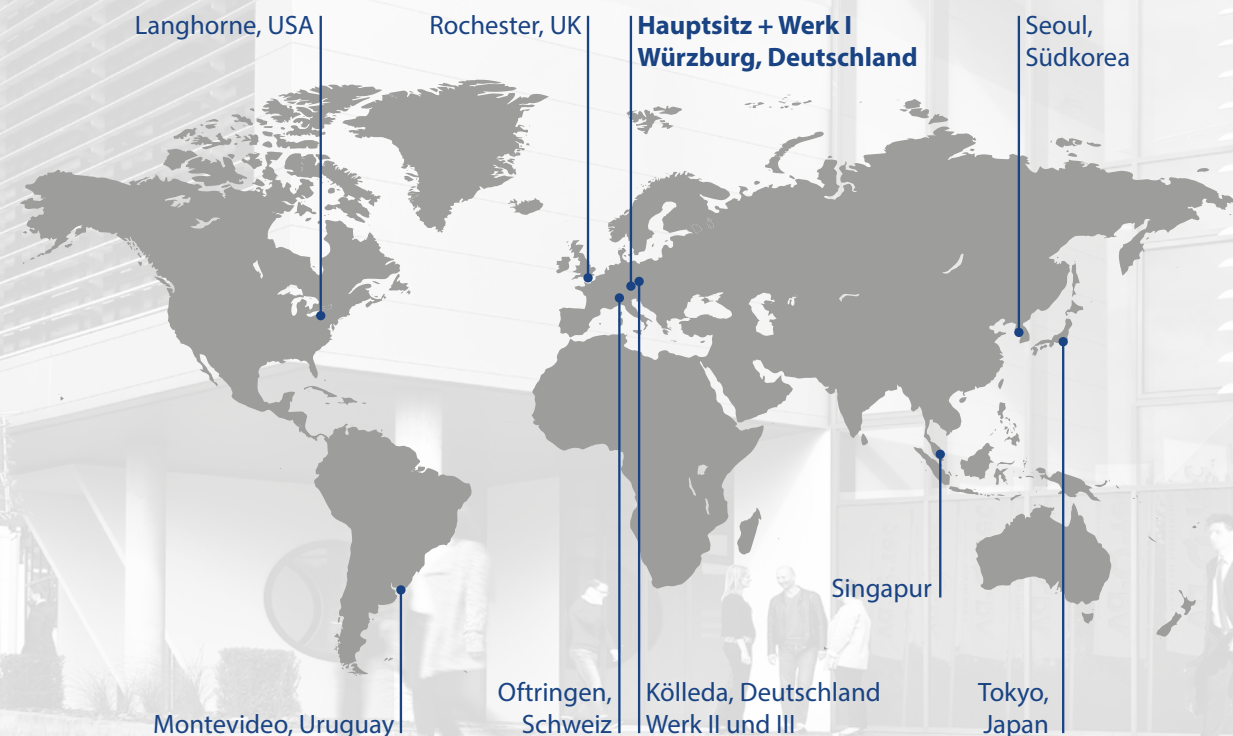 Langhorne, USA
Rochester, UK
Hauptsitz + Werk I
Würzburg, Deutschland
Seoul,
Südkorea
Singapur
Montevideo, Uruguay
Oftringen,
Schweiz
Kölleda, Deutschland
Werk II und III
Tokyo,
Japan